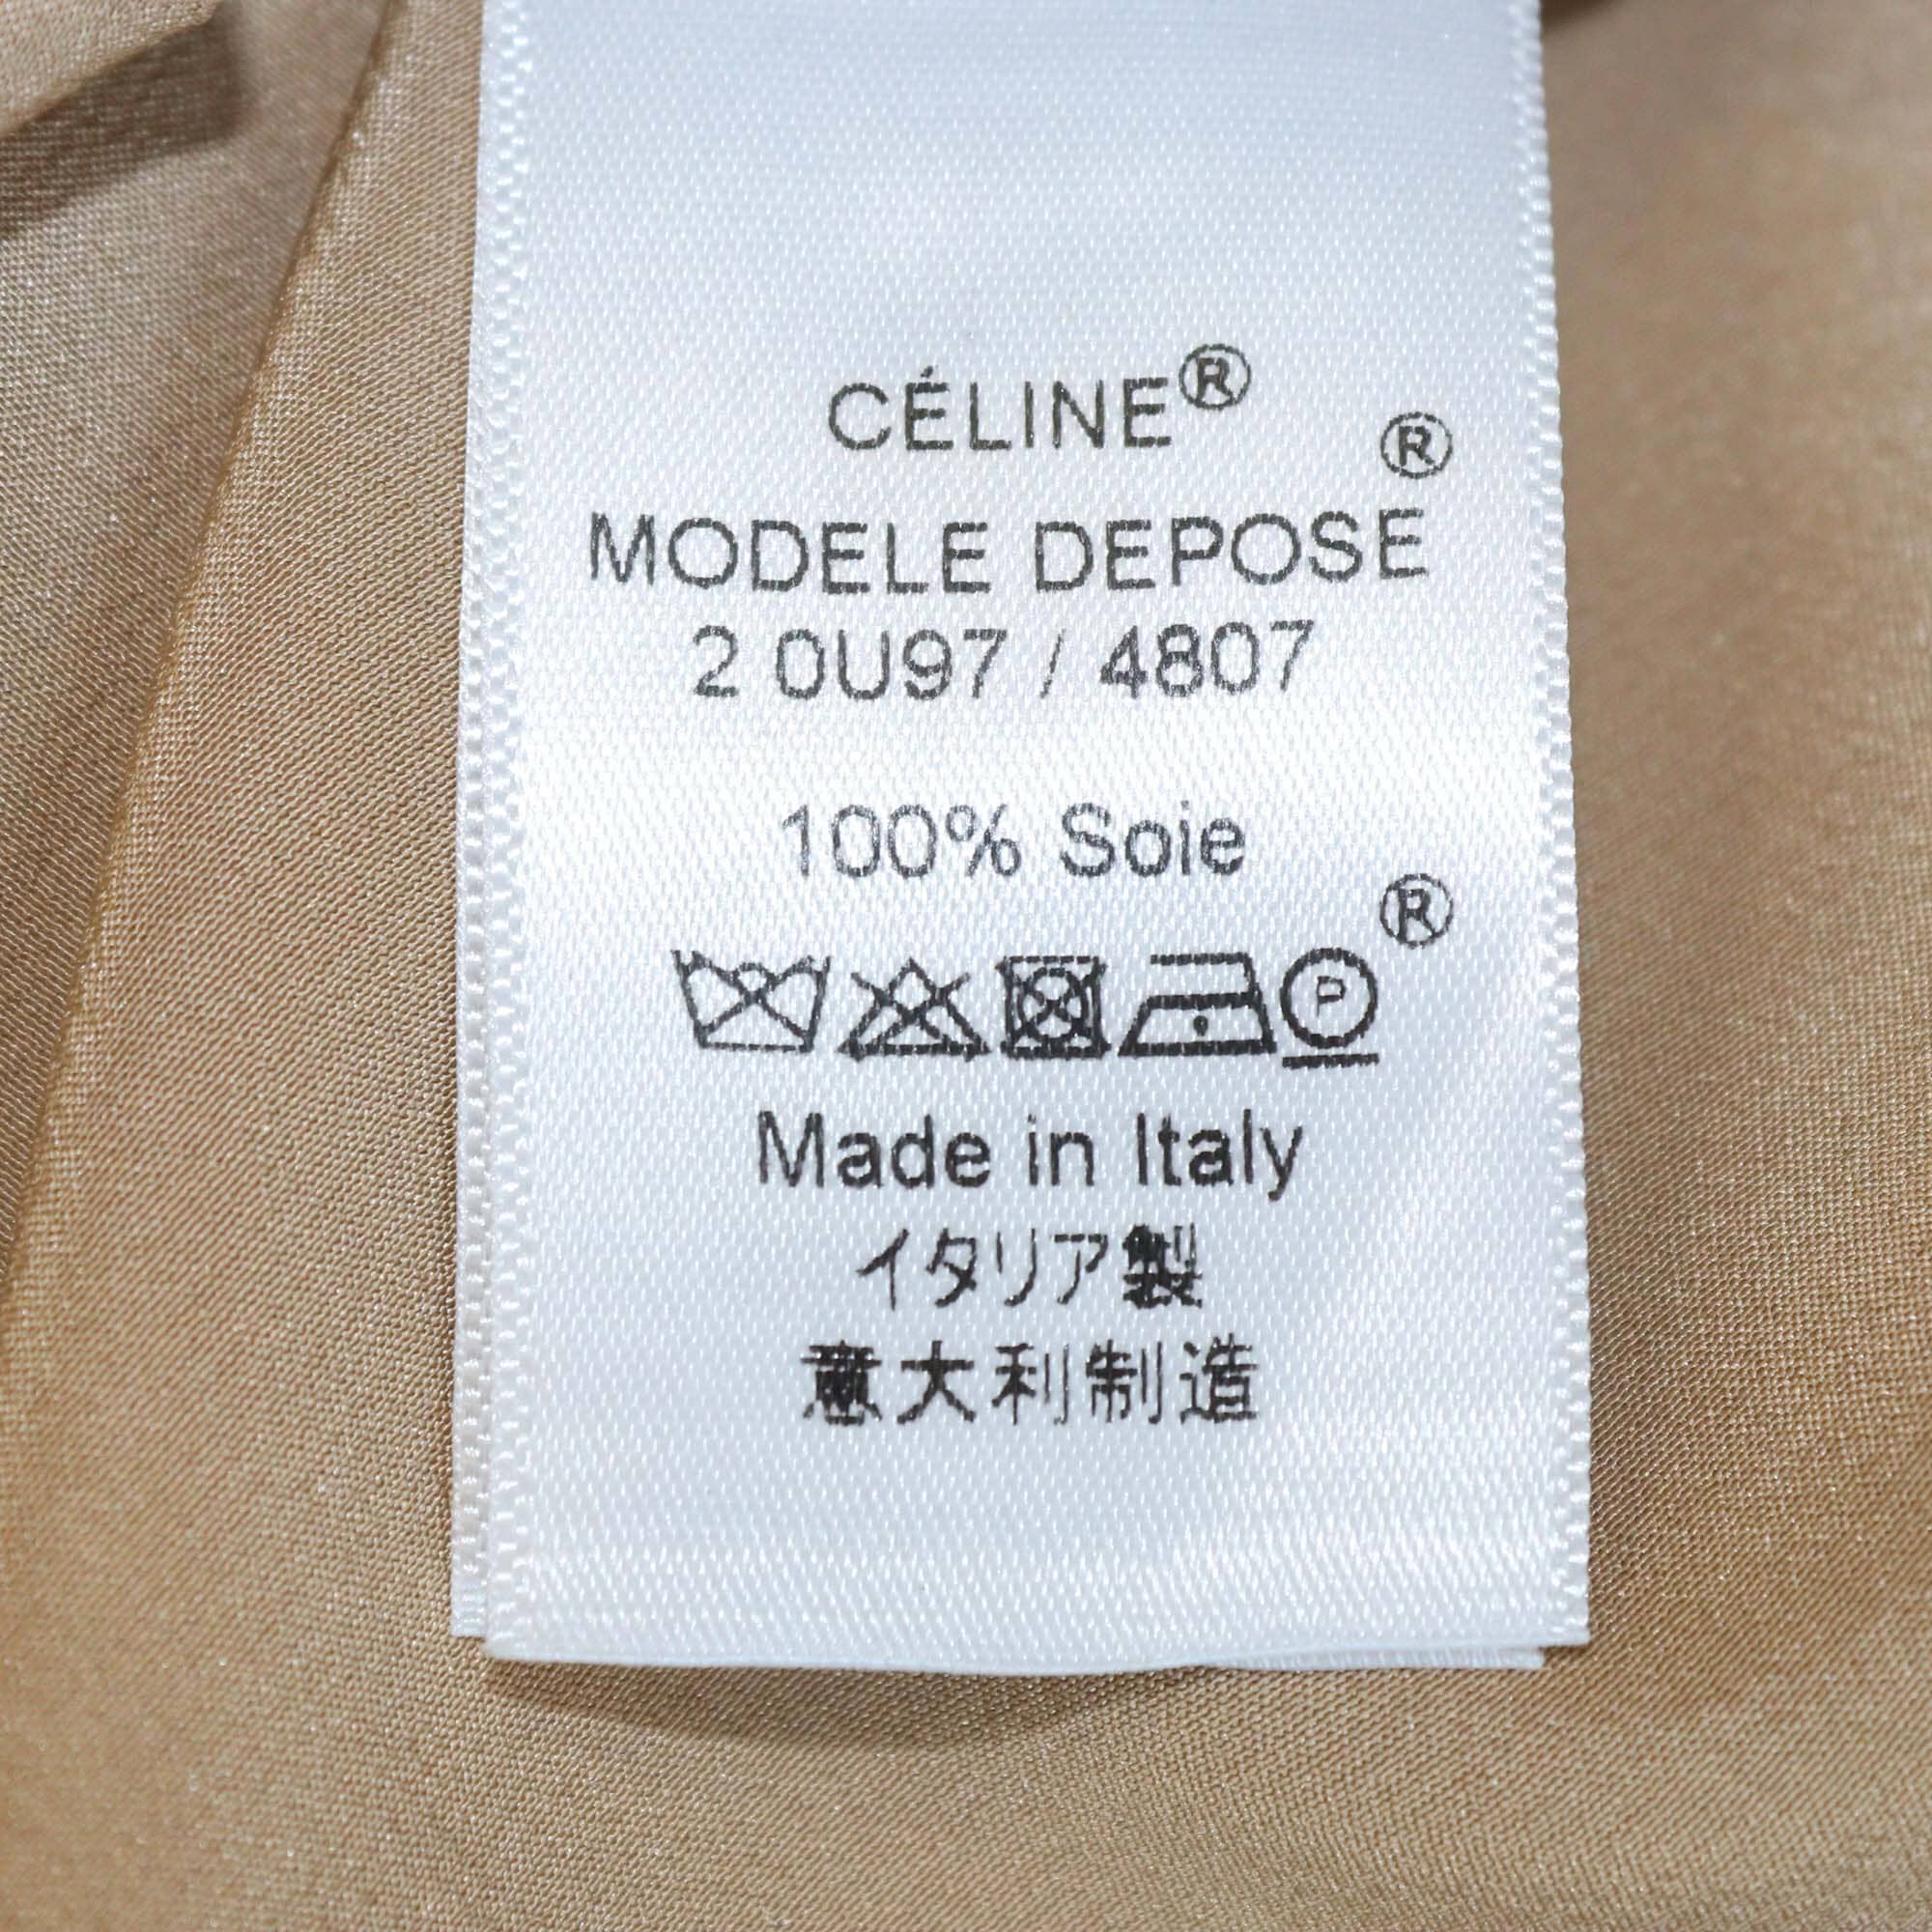 CÉLINE®
®
MODELE DEPOSE
2 0U97 / 4807
100% Soie
®
P
Made in Italy
イタリア製
意大利制造